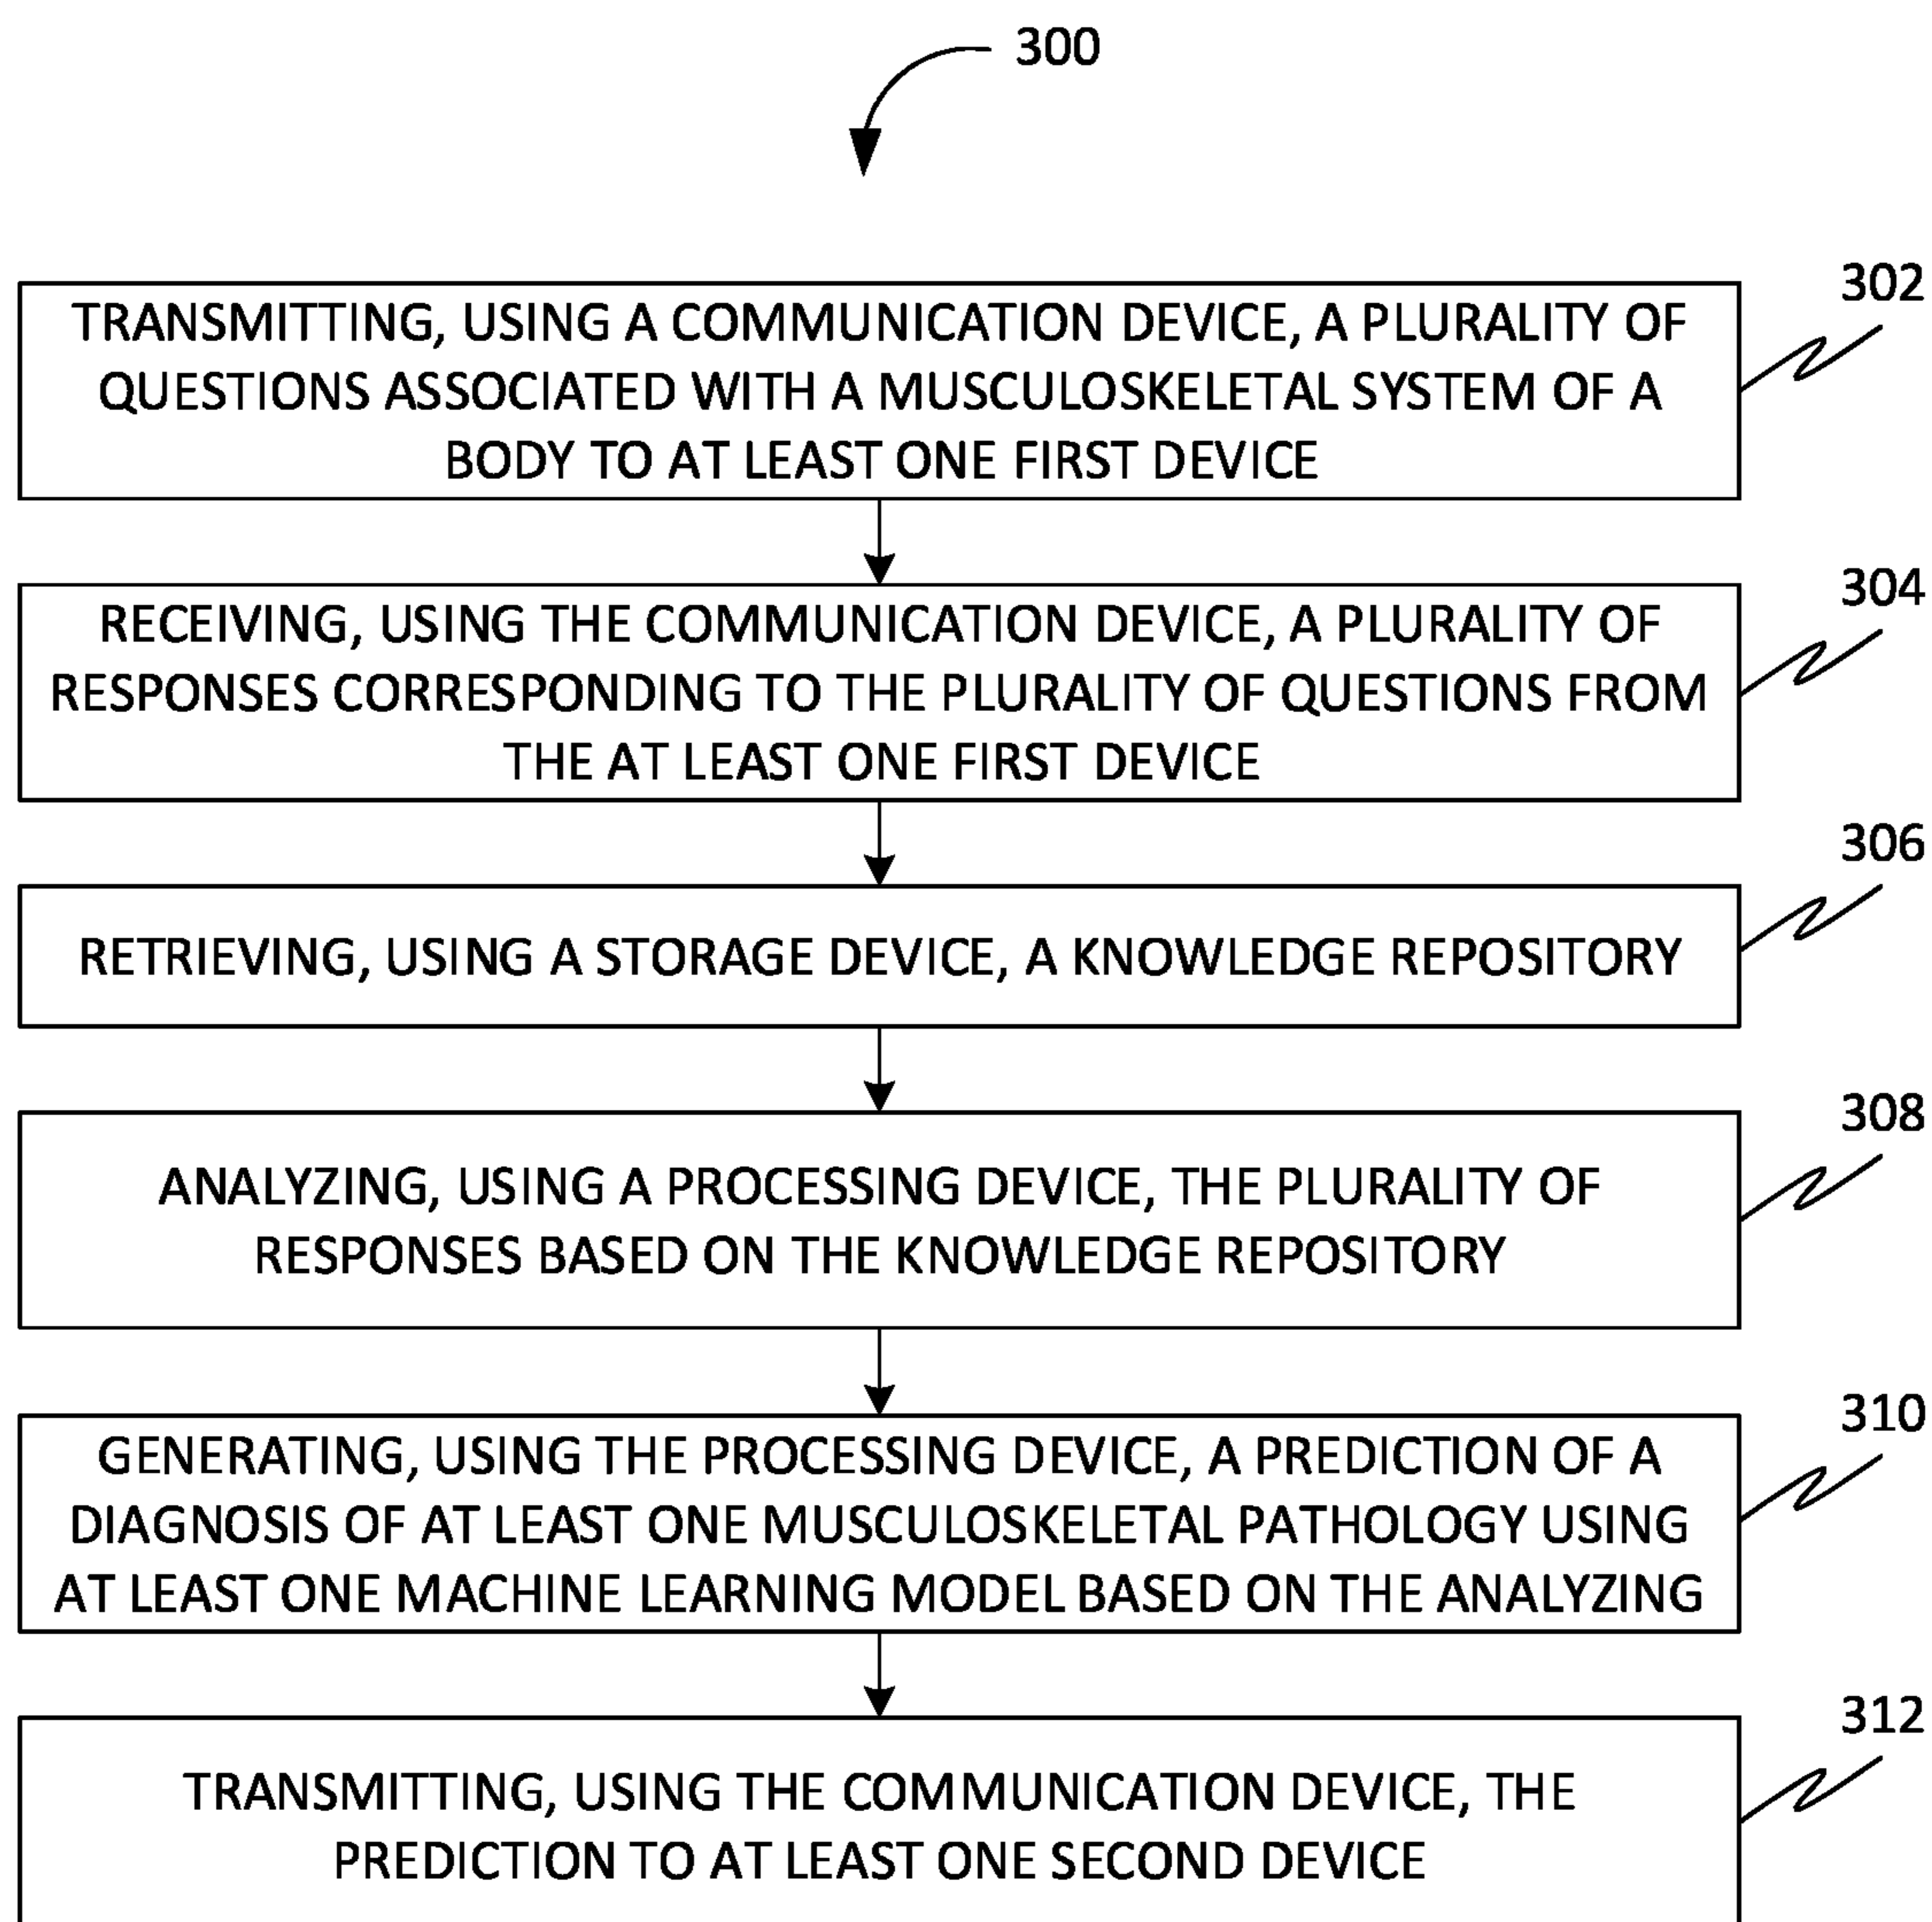 300
302
TRANSMITTING, USING A COMMUNICATION DEVICE, A PLURALITY OF
QUESTIONS ASSOCIATED WITH A MUSCULOSKELETAL SYSTEM OF A
BODY TO AT LEAST ONE FIRST DEVICE
304
RECEIVING, USING THE COMMUNICATION DEVICE, A PLURALITY OF
RESPONSES CORRESPONDING TO THE PLURALITY OF QUESTIONS FROM
THE AT LEAST ONE FIRST DEVICE
306
RETRIEVING, USING A STORAGE DEVICE, A KNOWLEDGE REPOSITORY
308
ANALYZING, USING A PROCESSING DEVICE, THE PLURALITY OF
RESPONSES BASED ON THE KNOWLEDGE REPOSITORY
310
GENERATING, USING THE PROCESSING DEVICE, A PREDICTION OF A
DIAGNOSIS OF AT LEAST ONE MUSCULOSKELETAL PATHOLOGY USING
AT LEAST ONE MACHINE LEARNING MODEL BASED ON THE ANALYZING
312
TRANSMITTING, USING THE COMMUNICATION DEVICE, THE
PREDICTION TO AT LEAST ONE SECOND DEVICE